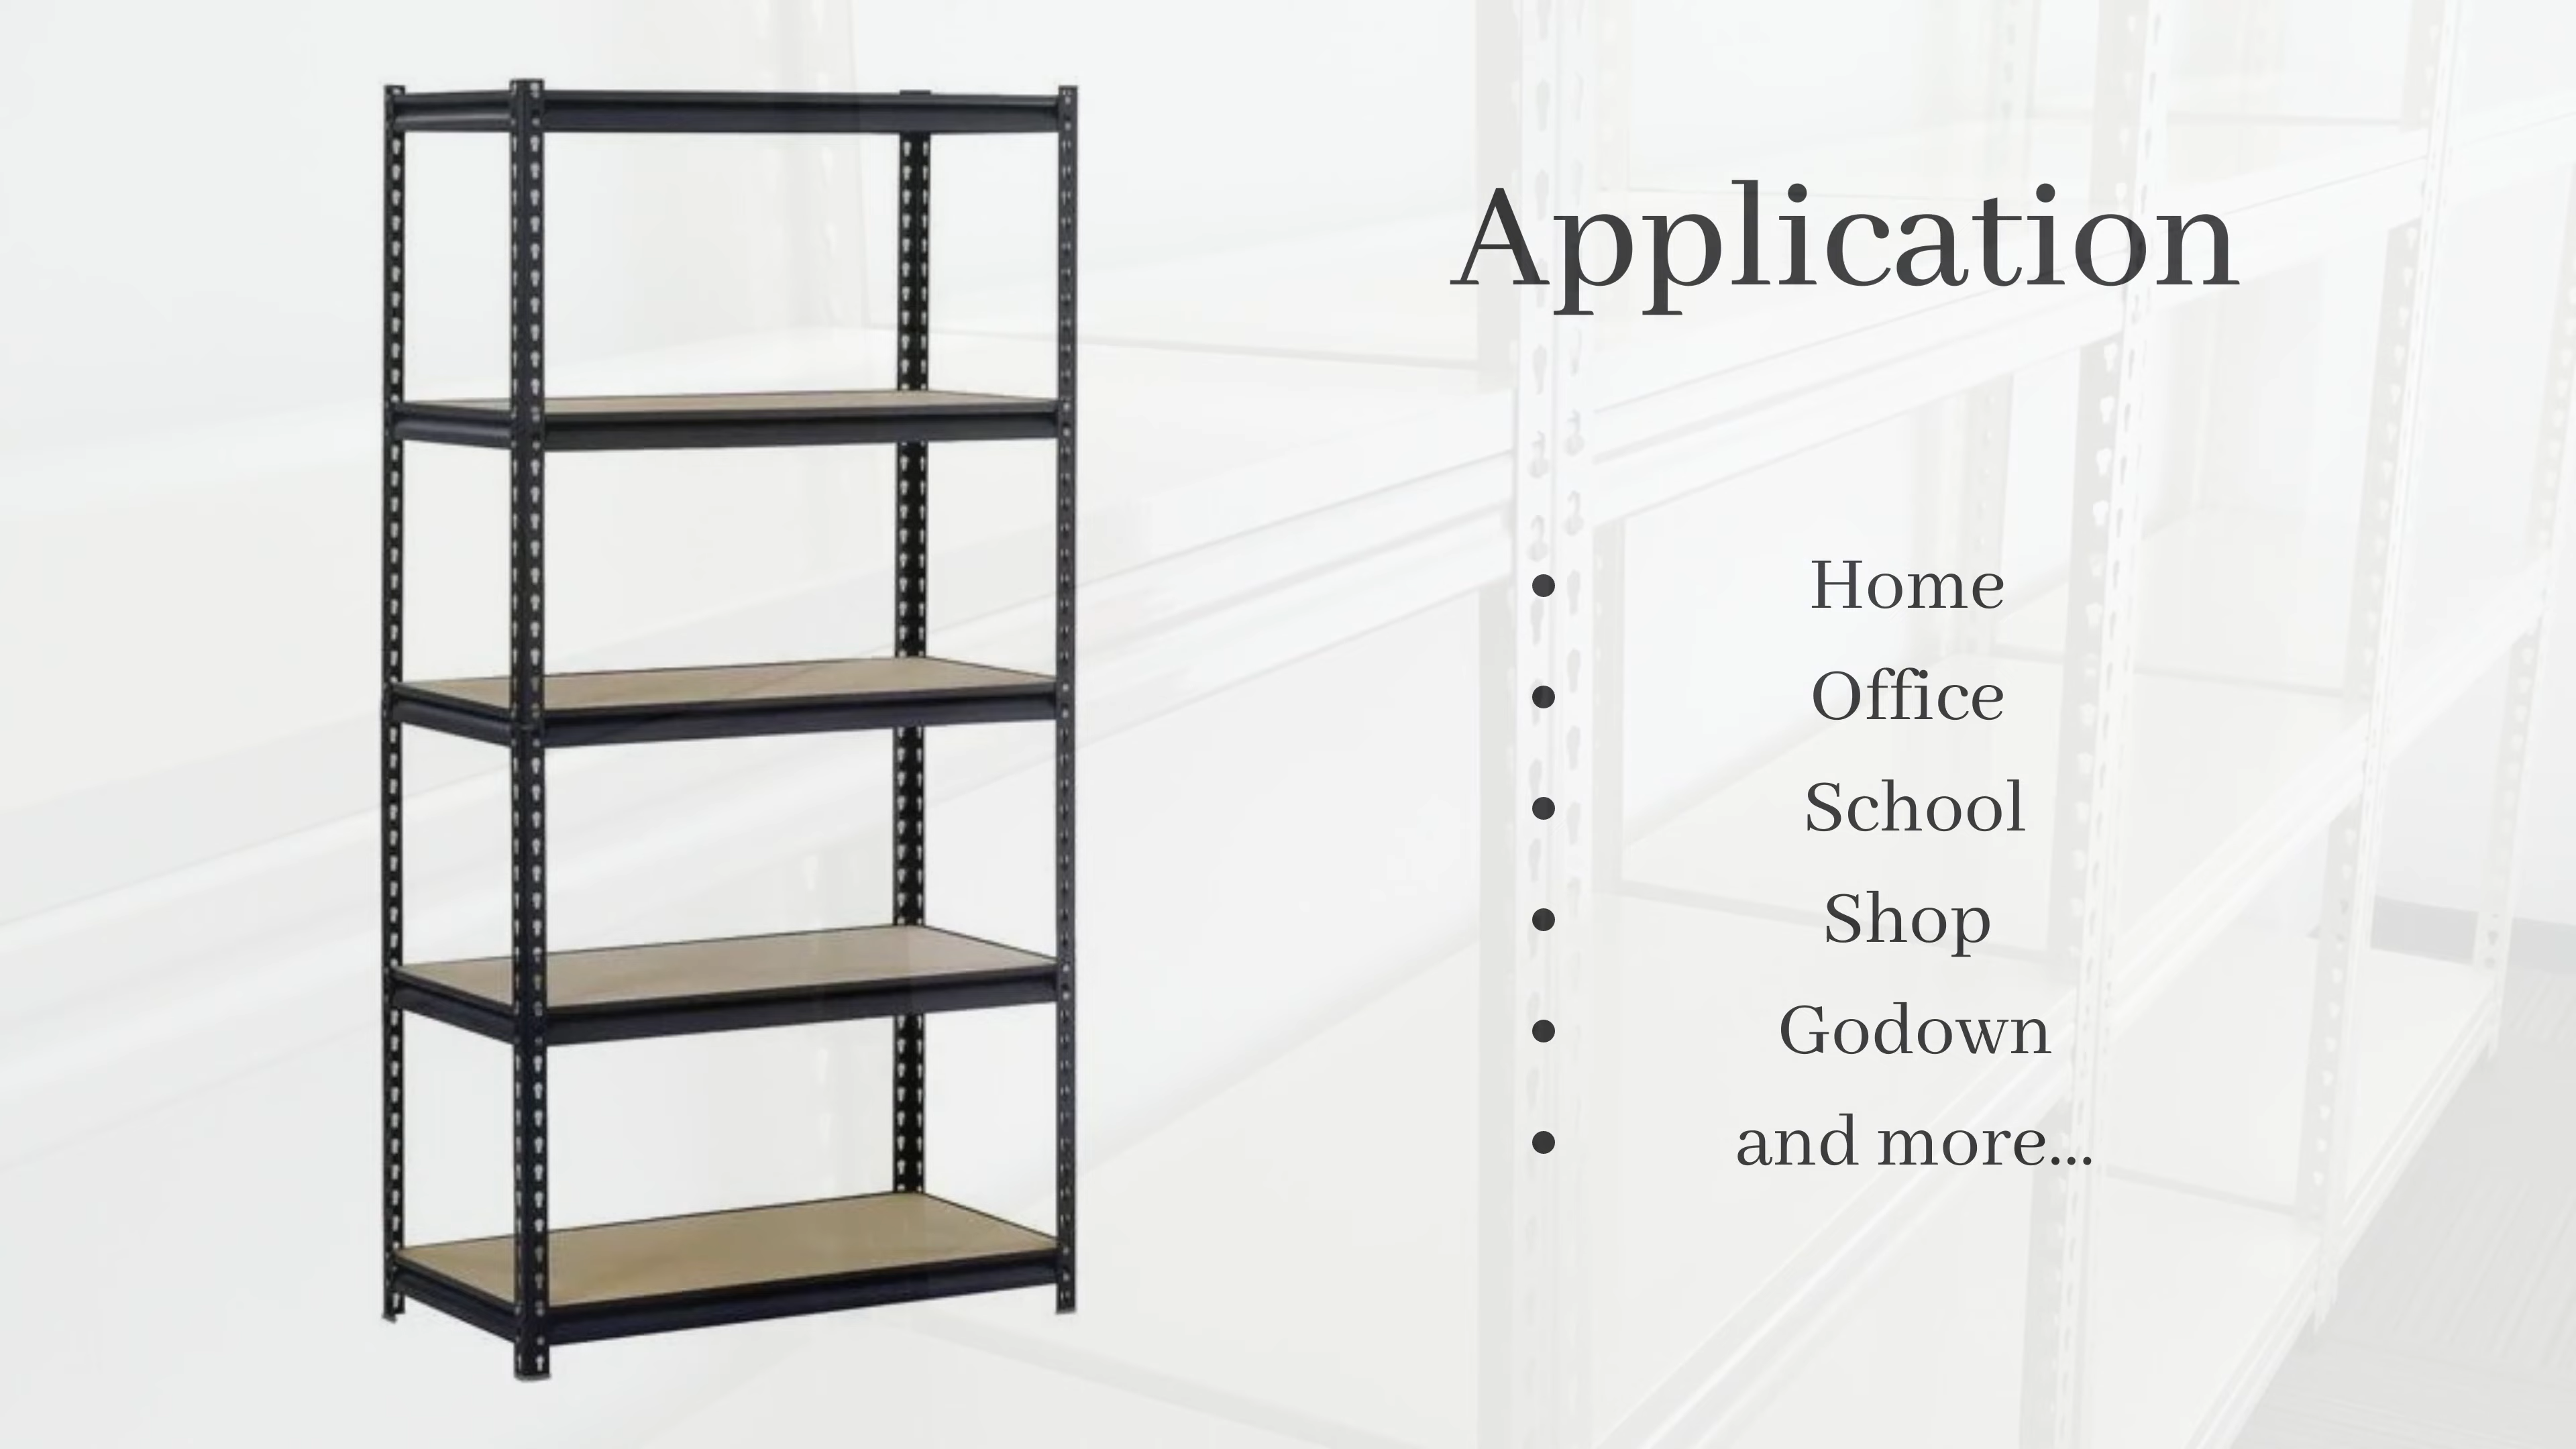 Application
• Home
• Office
• School
• Shop
• Godown
• and more...